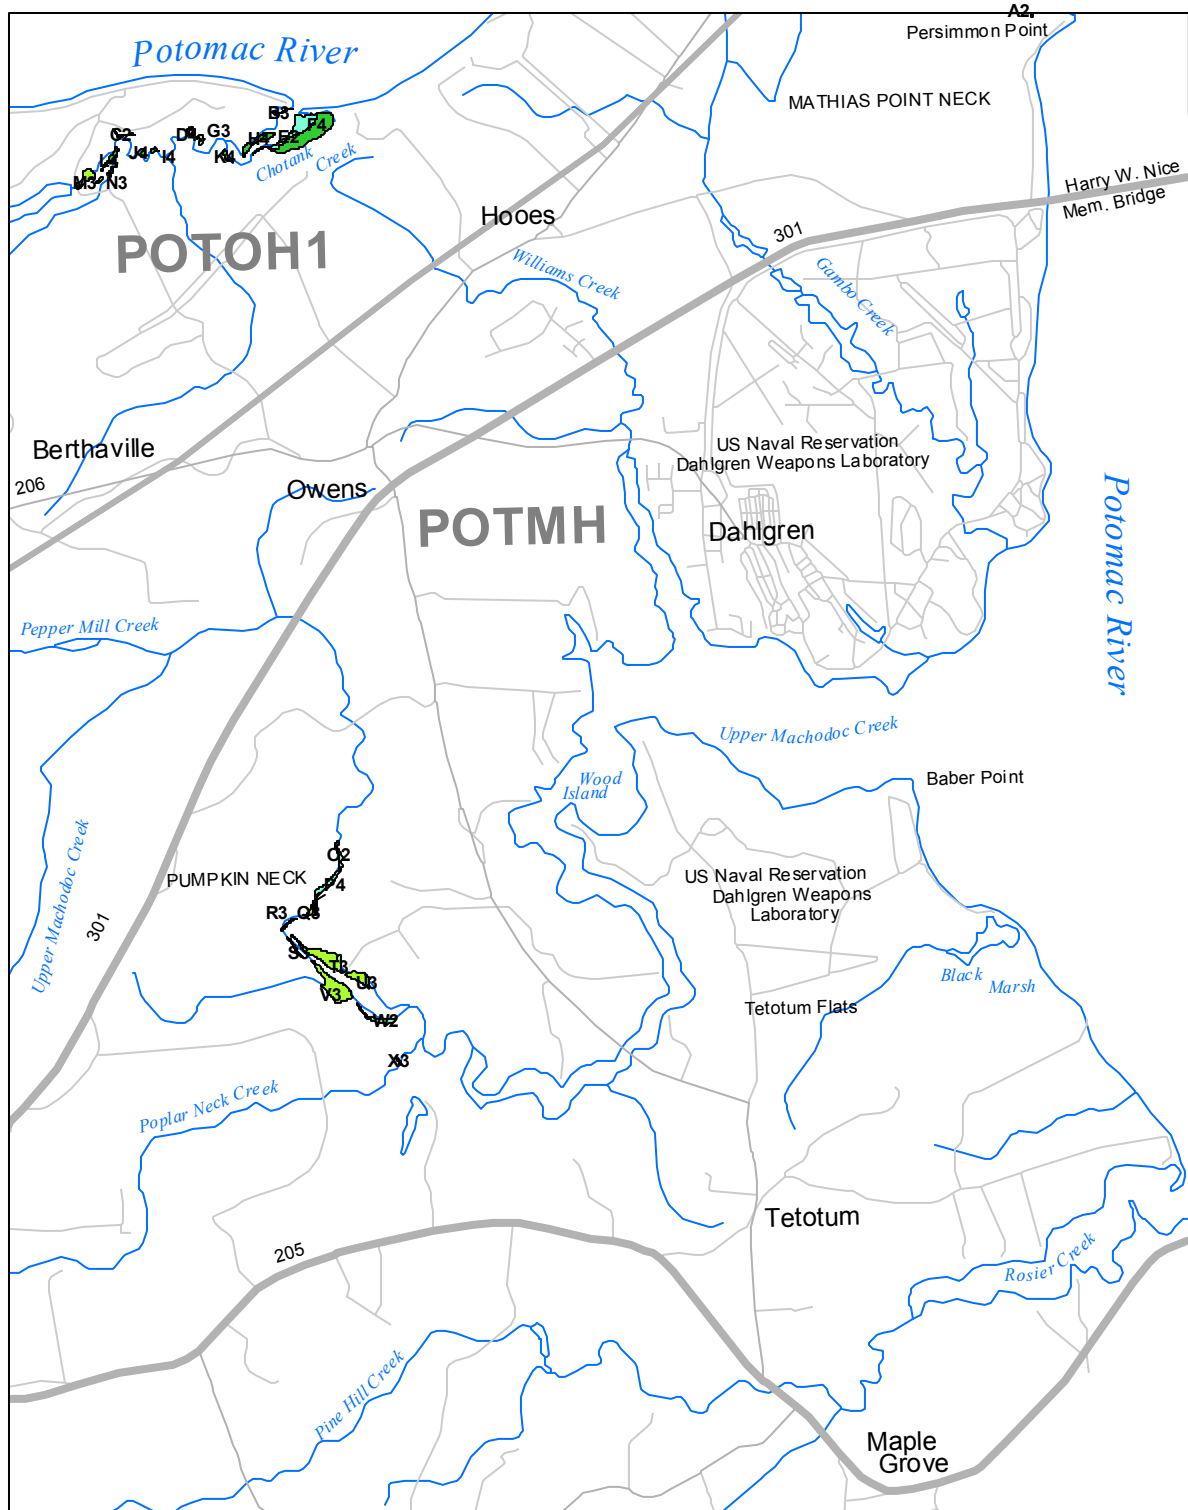 A2
Persimmon Point
Potomac River
MATHIAS POINT NECK
B3
F4
C2
G3
E2
K4
J4
I4
L4
M3
N3
Chotank
Creek
Harry W. Nice
Mem. Bridge
Hooes
301
POTOH1
Williams Creek
Gambo Creek
Berthaville
US Naval Reservation
Dahlgren Weapons Laboratory
206
Owens
POTMH
Dahlgren
Potomac River
Pepper Mill Creek
Upper Machodoc Creek
Wood
Island
Baber Point
O2
PUMPKIN NECK
P4
US Naval Reservation
Dahlgren Weapons
Laboratory
Upper Machodoc Creek
301
R3
Q3
S3
T3
U3
V3
Black
Marsh
Tetotum Flats
W2
X3
Poplar Neck Creek
Tetotum
205
Rosier Creek
Pine Hill Creek
Maple
Grove